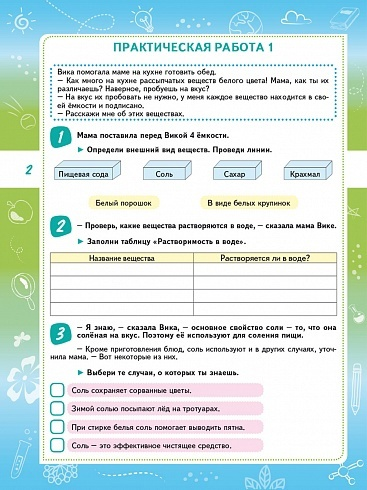 ПРАКТИЧЕСКАЯ РАБОТА 1
Вика помогала маме на кухне готовить обед.
— Как много на кухне рассыпчатых веществ белого цвета! Мама, как ты их
различаешь? Наверное, пробуешь на вкус?
— На вкус их пробовать не нужно, у меня каждое вещество находится в сво-
ей ёмкости и подписано.
— Расскажи мне об этих веществах.
1 Мама поставила перед Викой 4 ёмкости.
► Определи внешний вид веществ. Проведи линии.
2
Пищевая сода Соль Сахар Крахмал
Белый порошок В виде белых крупинок
2 — Проверь, какие вещества растворяются в воде, — сказала мама Вике.
► Заполни таблицу «Растворимость в воде».
Название вещества Растворяется ли в воде?
3 — Я знаю, — сказала Вика, — основное свойство соли — то, что она
солёная на вкус. Поэтому её используют для соления пищи.
— Кроме приготовления блюд, соль используют и в других случаях, уточ-
нила мама. — Вот некоторые из них.
► Выбери те случаи, о которых ты знаешь.
Соль сохраняет сорванные цветы.
Зимой солью посыпают лёд на тротуарах.
При стирке белья соль помогает выводить пятна.
Соль — это эффективное чистящее средство.